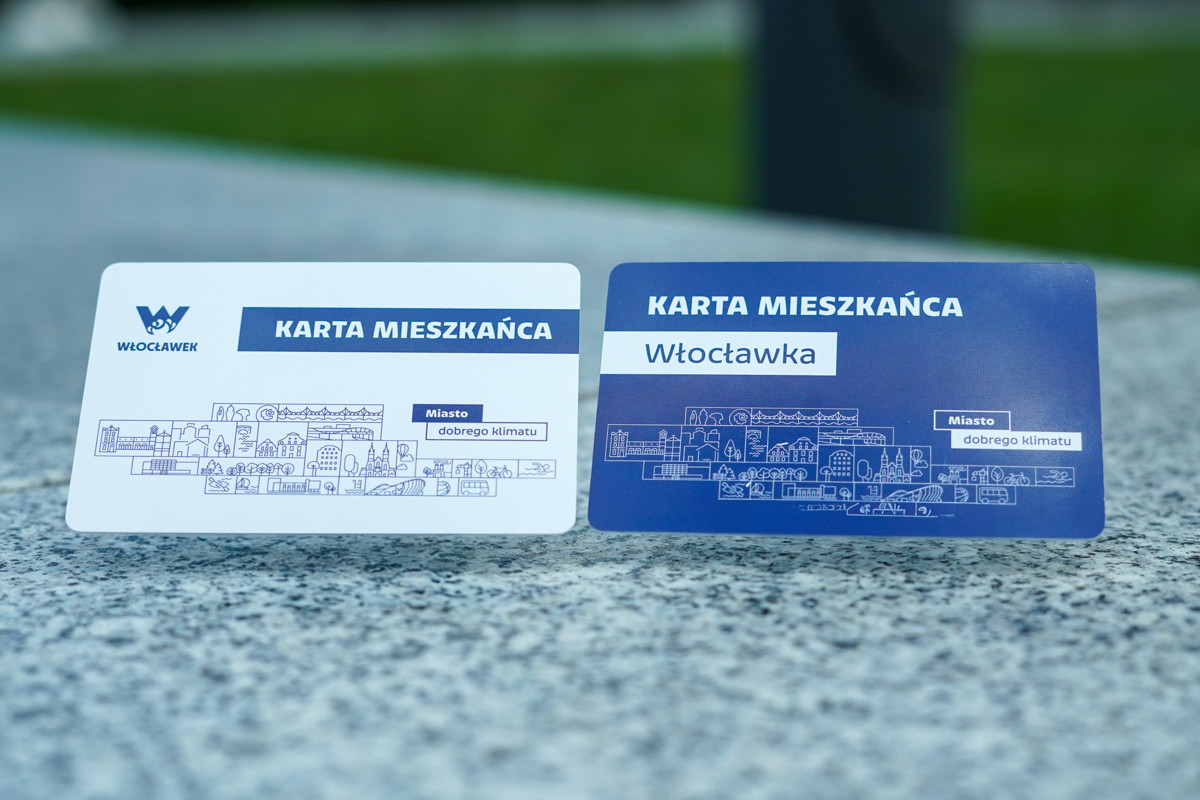 WŁOCŁAWEK
KARTA MIESZKAŃCA
Miasto
dobrego klimatu
KARTA MIESZKAŃCA
Włocławka
Miasto
dobrego klimatu